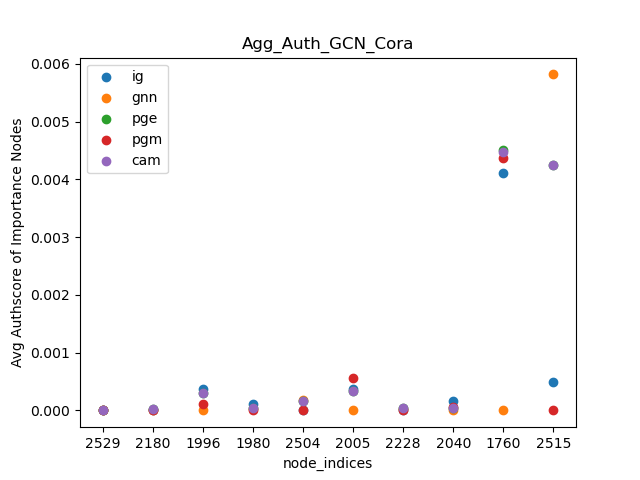 Agg_Auth_GCN_Cora
ig
gnn
pge
pgm
cam
Avg Authscore of Importance Nodes
0.006
0.005
0.004
0.003
0.002
0.001
0.000
2529 2180 1996 1980 2504 2005 2228 2040 1760 2515
node_indices